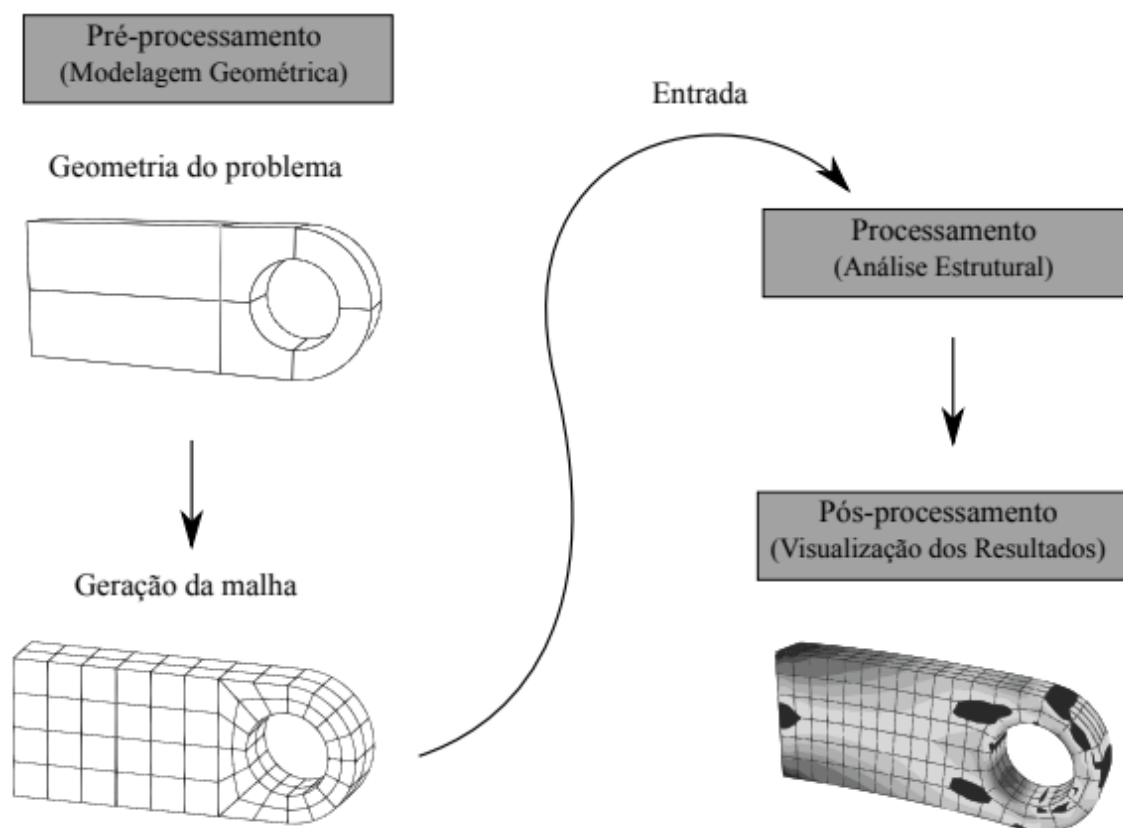 Pré-processamento
(Modelagem Geométrica)
Geometria do problema
Geração da malha
Entrada
Processamento
(Análise Estrutural)
Pós-processamento
(Visualização dos Resultados)